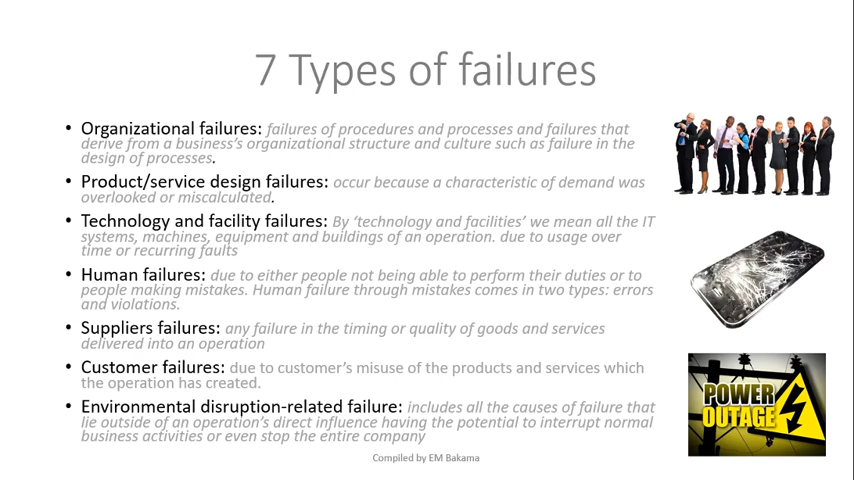 7 Types of failures
• Organizational failures: failures of procedures and processes and failures that
derive from a business's organizational structure and culture such as failure in the
design of processes.
• Product/service design failures: occur because a characteristic of demand was
overlooked or miscalculated.
• Technology and facility failures: By 'technology and facilities' we mean all the IT
systems, machines, equipment and buildings of an operation. due to usage over
time or recurring faults
• Human failures: due to either people not being able to perform their duties or to
people making mistakes. Human failure through mistakes comes in two types: errors
and violations.
• Suppliers failures: any failure in the timing or quality of goods and services
delivered into an operation
• Customer failures: due to customer's misuse of the products and services which
the operation has created.
• Environmental disruption-related failure: includes all the causes of failure that
lie outside of an operation's direct influence having the potential to interrupt normal
business activities or even stop the entire company
POWER
OUTAGE
Compiled by EM Bakama